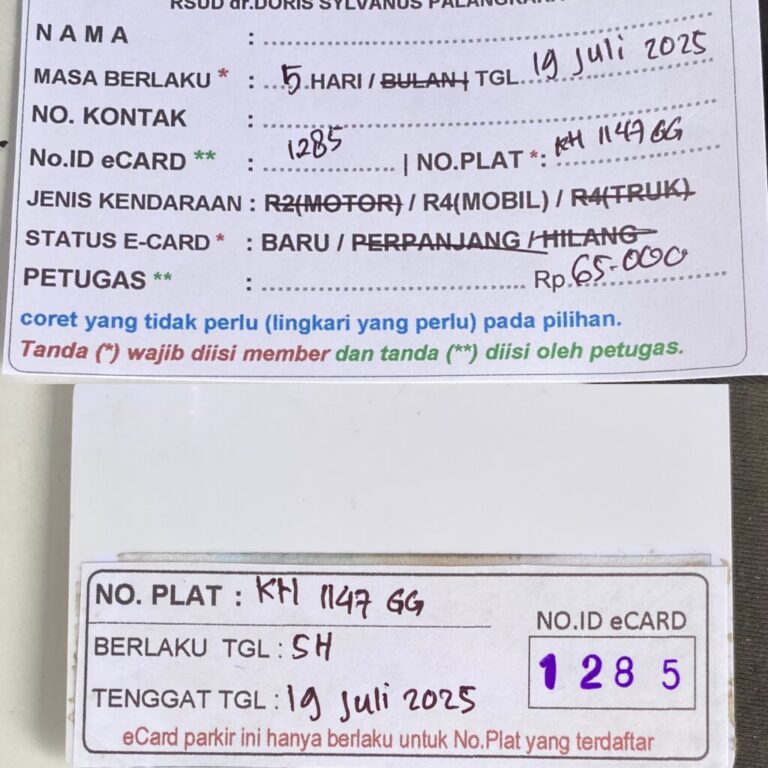 RSUD dr.DORIS SYLVANUS PALANGKARA
NAMA :
MASA BERLAKU * : 5 HARI / BULAN | TGL 19 Juli 2025
NO. KONTAK :
No.ID eCARD ** : 1285 | NO.PLAT *: KH 1147 GG
JENIS KENDARAAN : R2(MOTOR) / R4(MOBIL) / R4(TRUK)
STATUS E-CARD * : BARU / PERPANJANG / HILANG
PETUGAS ** : Rp. 65.000
coret yang tidak perlu (lingkari yang perlu) pada pilihan.
Tanda (*) wajib diisi member dan tanda (**) diisi oleh petugas.
NO. PLAT : KH 1147 GG
NO.ID eCARD
BERLAKU TGL : 5H
1285
TENGGAT TGL : 19 Juli 2025
eCard parkir ini hanya berlaku untuk No.Plat yang terdaftar